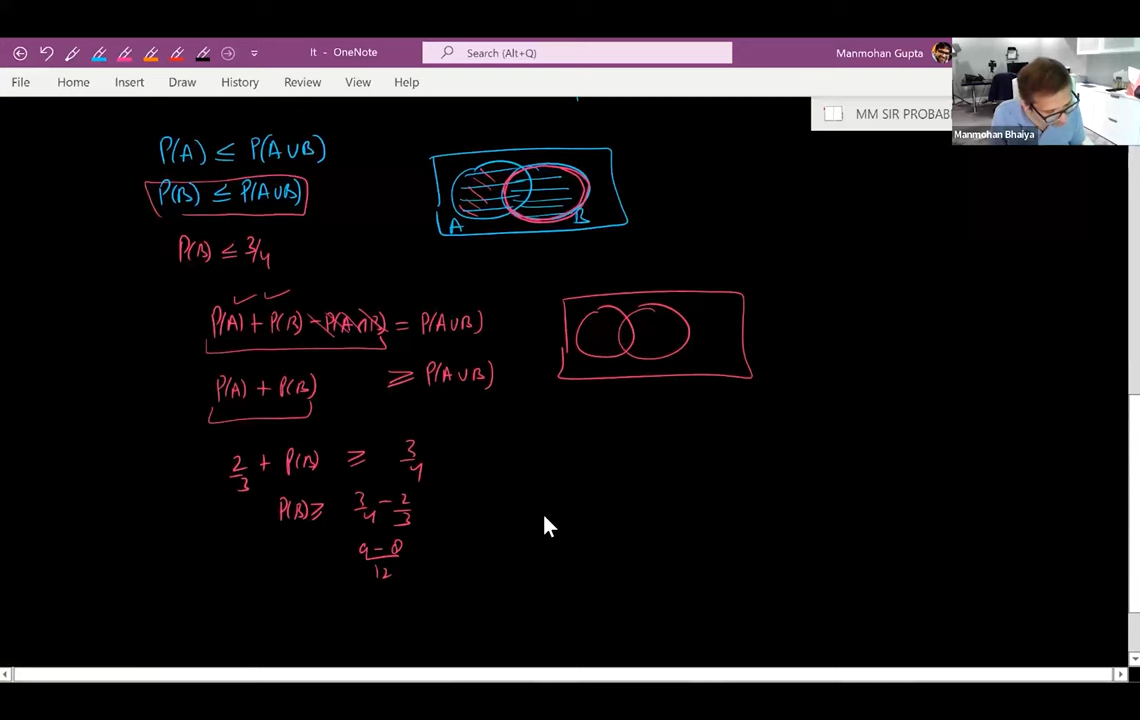 It - OneNote
Search (Alt+Q)
Manmohan Gupta
File Home Insert Draw History Review View Help
MM SIR PROBABI
Manmohan Bhaiya
P(A) ≤ P(A∪B)
P(B) ≤ P(A∪B)
A B
P(B) ≤ 3/4
P(A) + P(B) - P(A∩B) = P(A∪B)
P(A) + P(B) ≥ P(A∪B)
2/3 + P(B) ≥ 3/4
P(B) ≥ 3/4 - 2/3
9-8/12